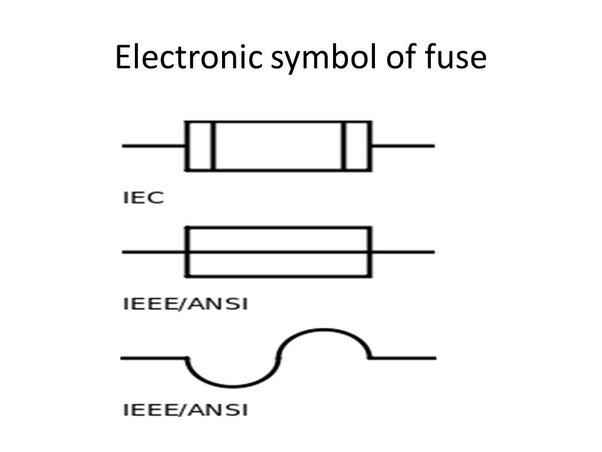 Electronic symbol of fuse
IEC
IEEE/ANSI
IEEE/ANSI